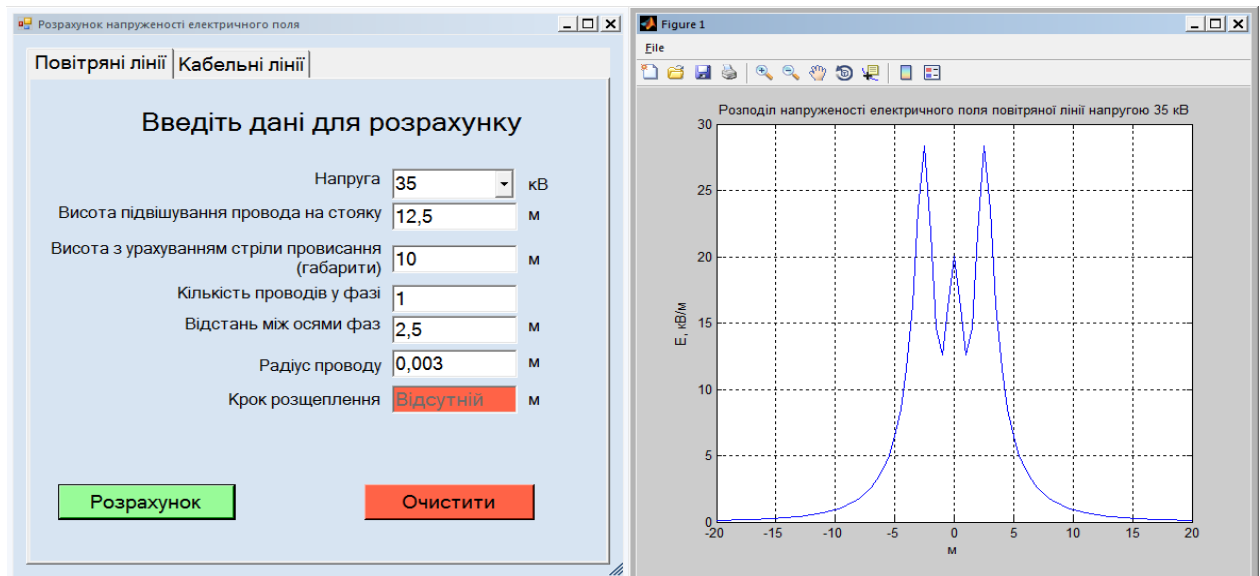 Розрахунок напруженості електричного поля
Повітряні лінії
Кабельні лінії
Введіть дані для розрахунку
Напруга 35 кВ
Висота підвішування провода на стояку 12,5 м
Висота з урахуванням стріли провисання
(габарити) 10 м
Кількість проводів у фазі 1
Відстань між осями фаз 2,5 м
Радіус проводу 0,003 м
Крок розщеплення Відсутній м
Розрахунок
Очистити
Figure 1
File
Розподіл напруженості електричного поля повітряної лінії напругою 35 кВ
E, кВ/м
30
25
20
15
10
5
0
-20 -15 -10 -5 0 5 10 15 20
м